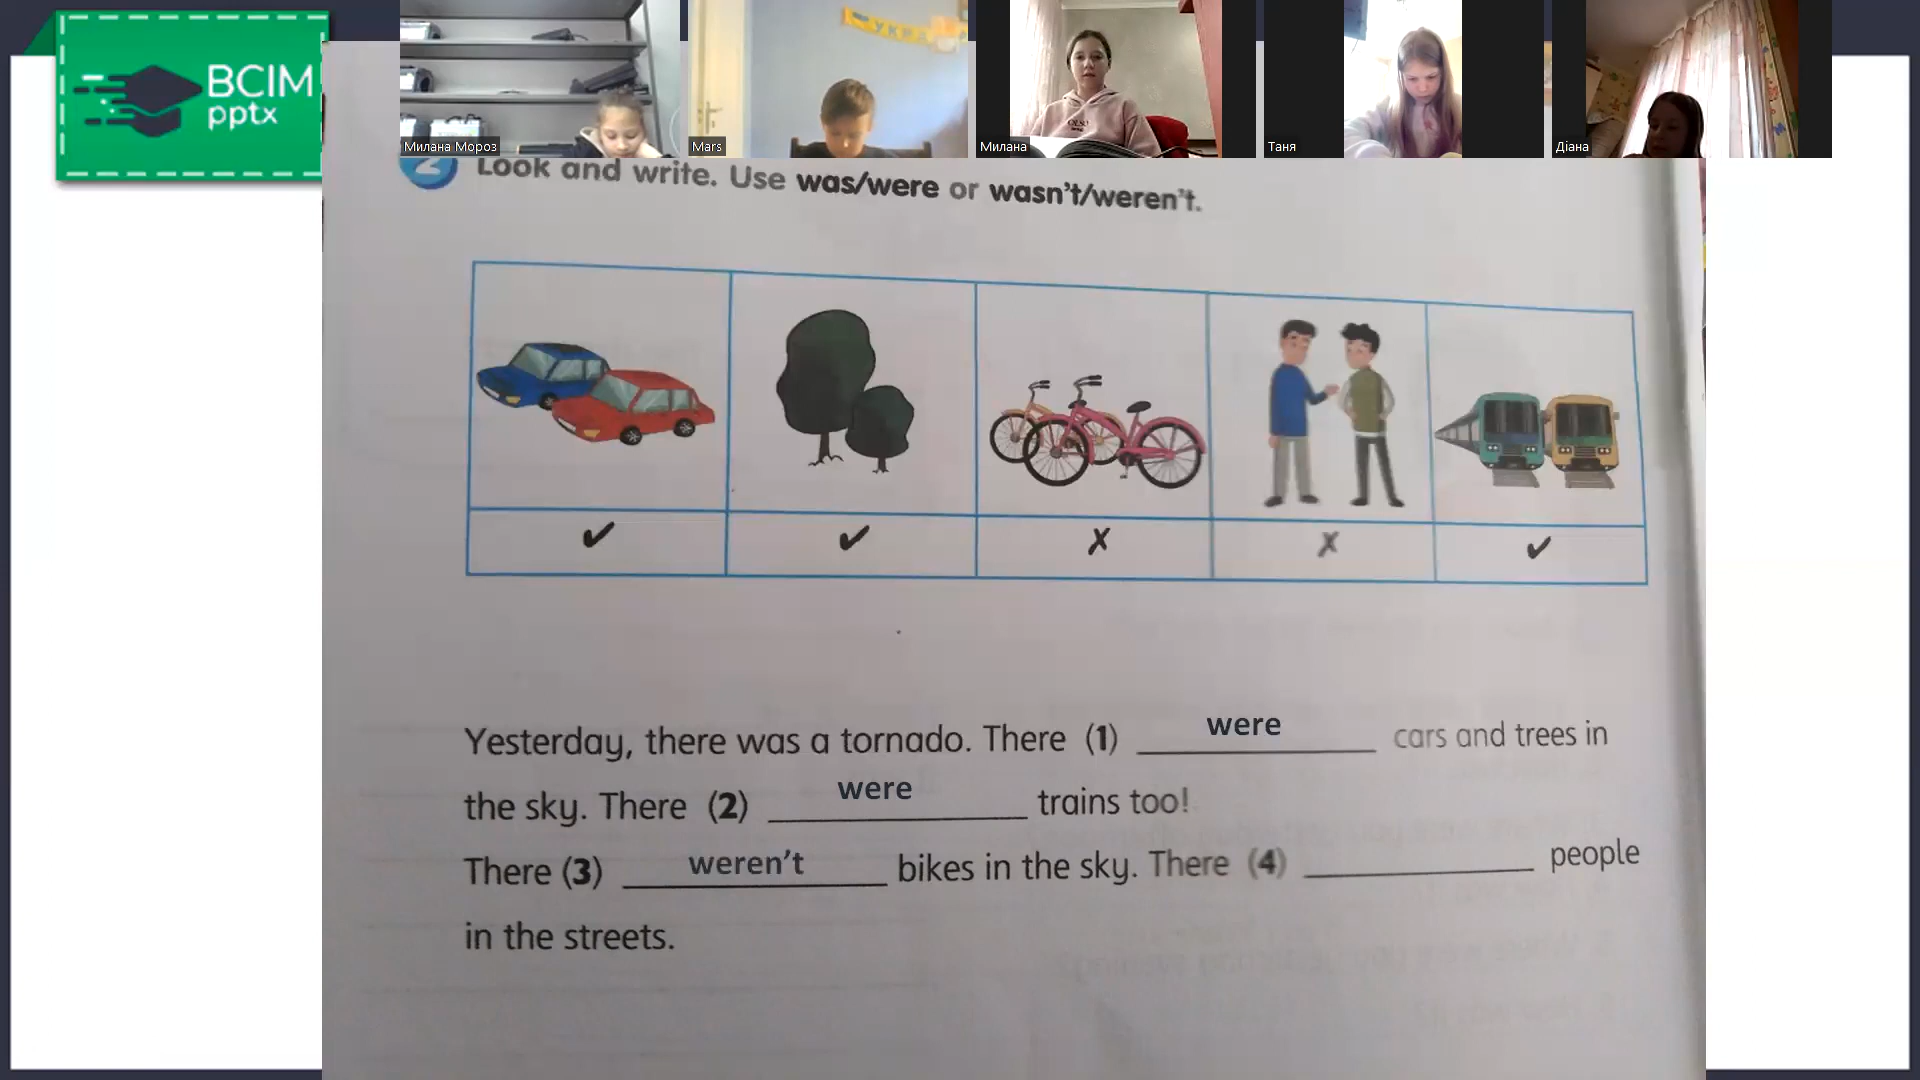 BCIM
pptx
Милана Мороз
Mars
Милана
Таня
Діана
2 Look and write. Use was/were or wasn't/weren't.
Yesterday, there was a tornado. There (1) were cars and trees in
the sky. There (2) were trains too!
There (3) weren't bikes in the sky. There (4) ____________ people
in the streets.